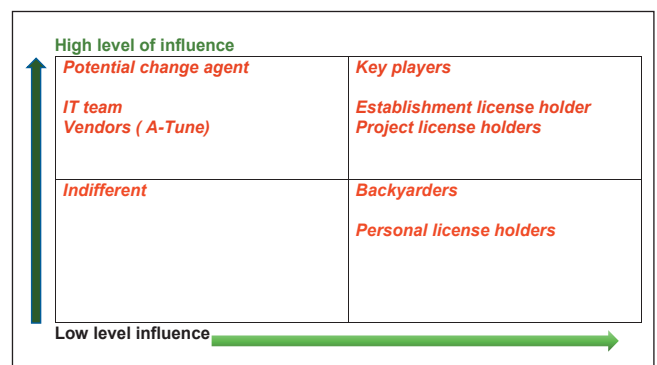 High level of influence
Potential change agent
IT team
Vendors ( A-Tune)
Key players
Establishment license holder
Project license holders
Indifferent
Backyarders
Personal license holders
Low level influence